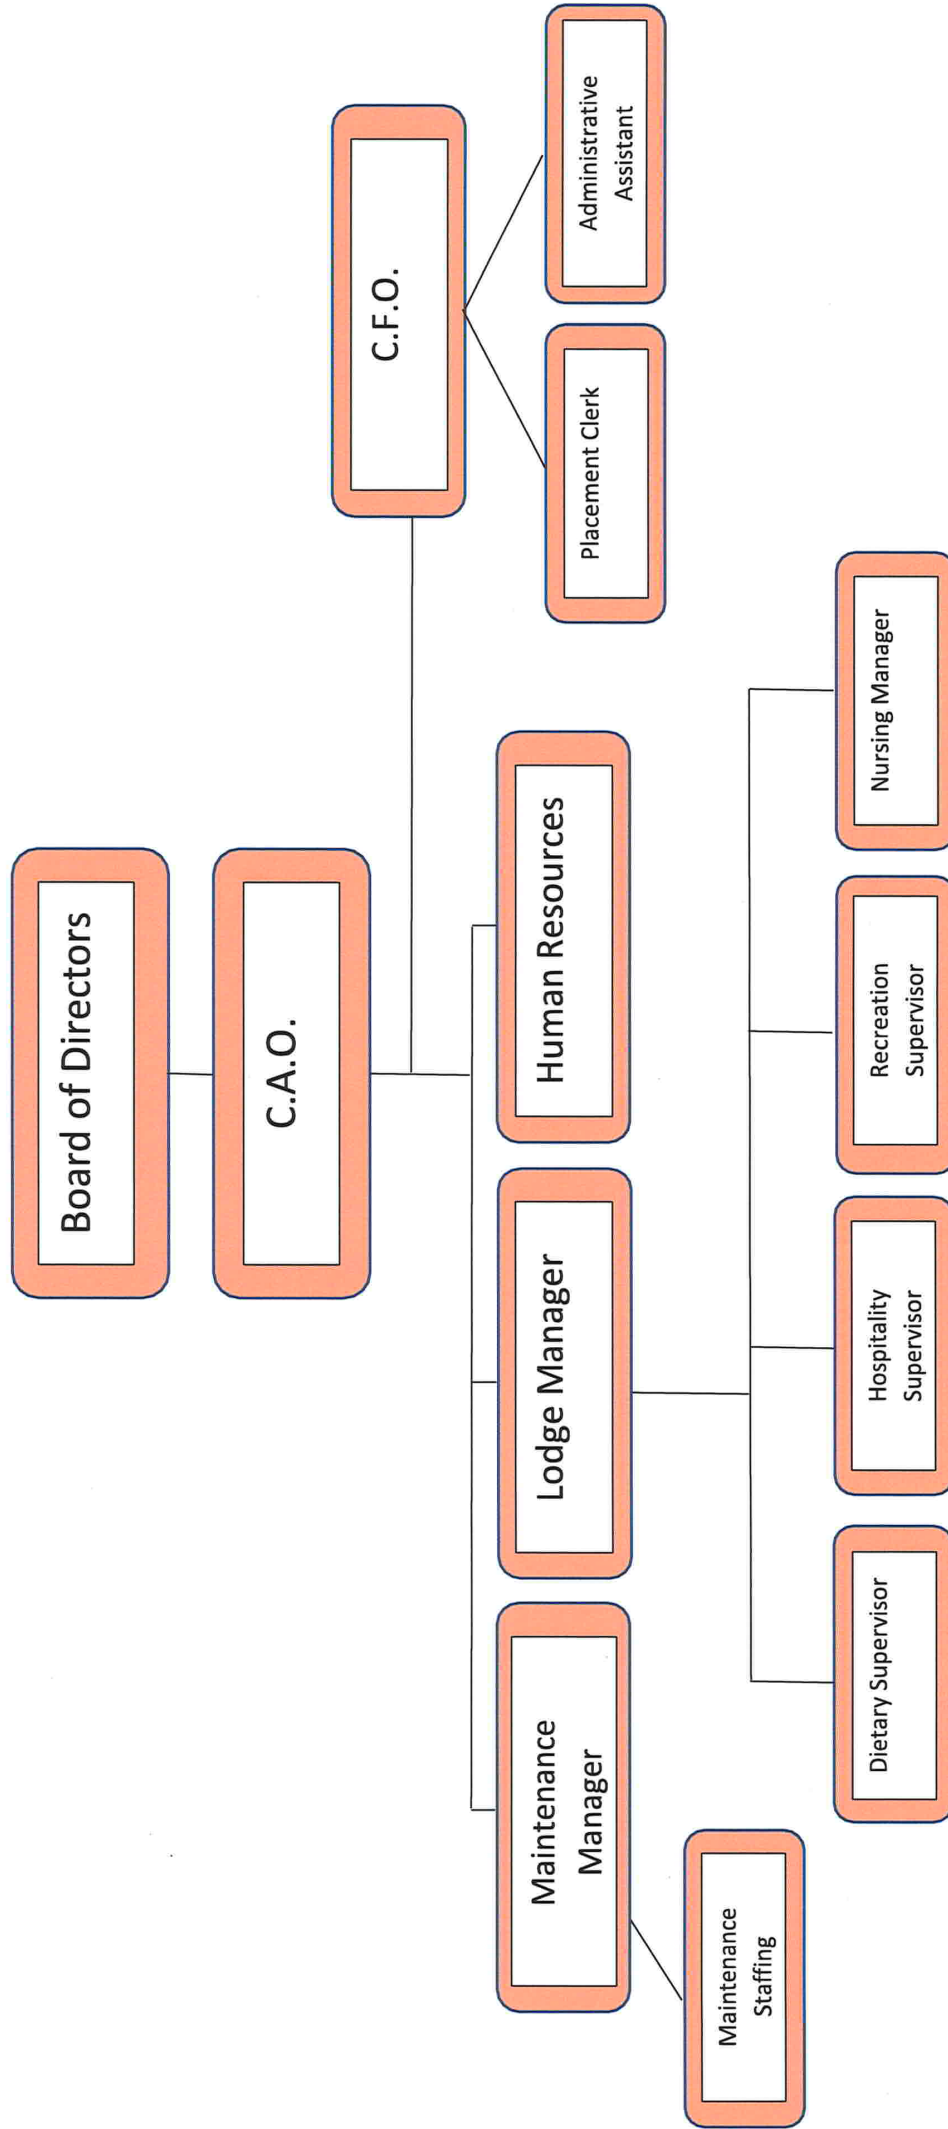 Board of Directors
C.A.O.
C.F.O.
Placement Clerk
Administrative
Assistant
Maintenance
Manager
Lodge Manager
Human Resources
Maintenance
Staffing
Dietary Supervisor
Hospitality
Supervisor
Recreation
Supervisor
Nursing Manager